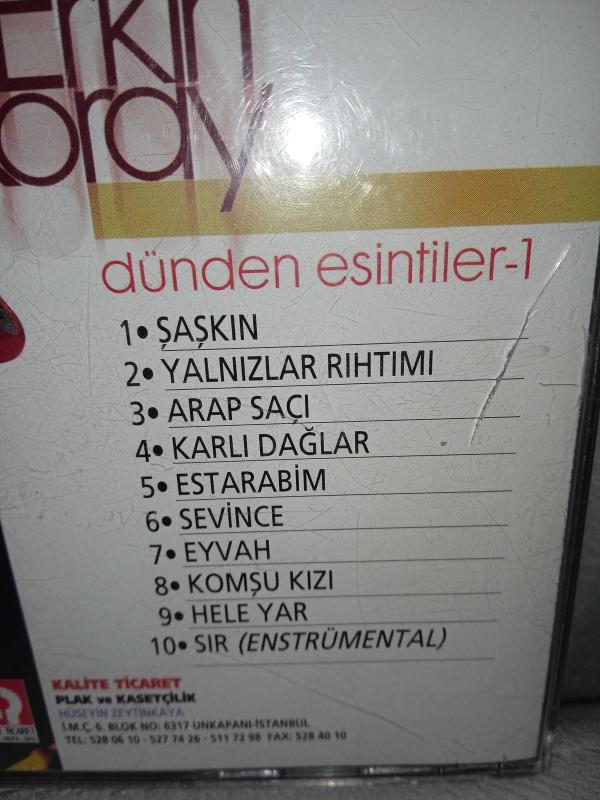 Erkin
Koray
dünden esintiler-1
1• ŞAŞKIN
2• YALNIZLAR RIHTIMI
3• ARAP SAÇI
4• KARLI DAĞLAR
5• ESTARABİM
6• SEVİNCE
7• EYVAH
8• KOMŞU KIZI
9• HELE YAR
10• SIR (ENSTRÜMENTAL)
KALİTE TİCARET
PLAK ve KASETÇİLİK
HÜSEYİN ZEYTİNKAYA
İ.M.Ç. 6. BLOK NO: 6317 UNKAPANI-İSTANBUL
TEL: 528 06 10 - 527 74 26 - 511 72 98 FAX: 528 40 10